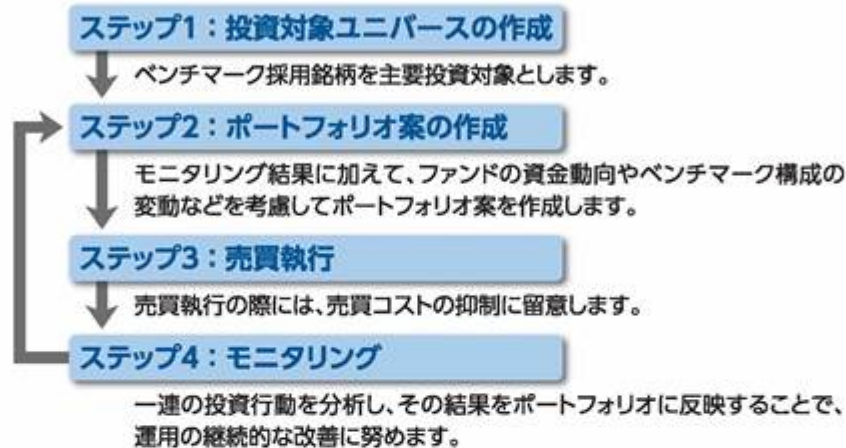 ステップ1：投資対象ユニバースの作成
ベンチマーク採用銘柄を主要投資対象とします。
ステップ2：ポートフォリオ案の作成
モニタリング結果に加えて、ファンドの資金動向やベンチマーク構成の
変動などを考慮してポートフォリオ案を作成します。
ステップ3：売買執行
売買執行の際には、売買コストの抑制に留意します。
ステップ4：モニタリング
一連の投資行動を分析し、その結果をポートフォリオに反映することで、
運用の継続的な改善に努めます。